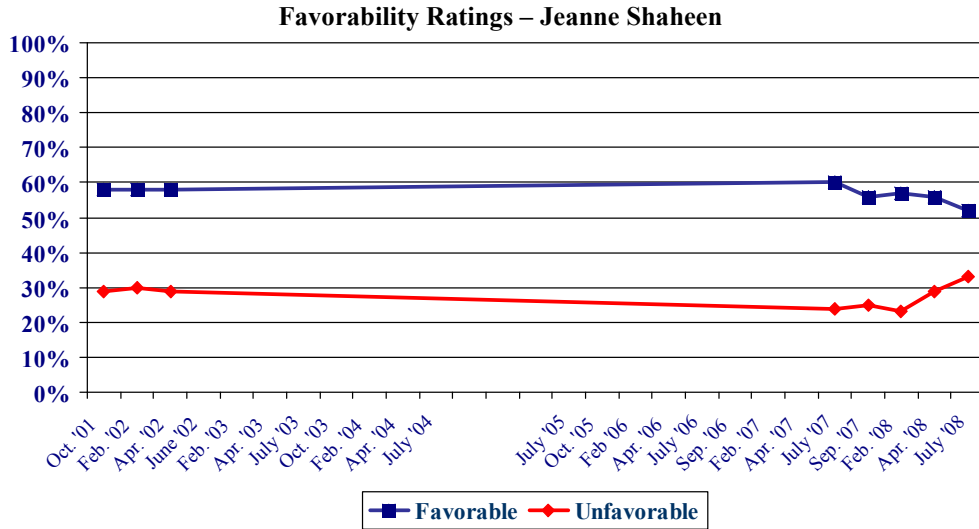 Favorability Ratings – Jeanne Shaheen
100%
90%
80%
70%
60%
50%
40%
30%
20%
10%
0%
Oct. '01
Feb. '02
Apr. '02
June '02
Feb. '03
Apr. '03
July '03
Oct. '03
Feb. '04
Apr. '04
July '04
July '05
Oct. '05
Feb '06
Apr. '06
July '06
Sep. '06
Feb. '07
Apr. '07
July '07
Sep. '07
Feb. '08
Apr. '08
July '08
Favorable Unfavorable